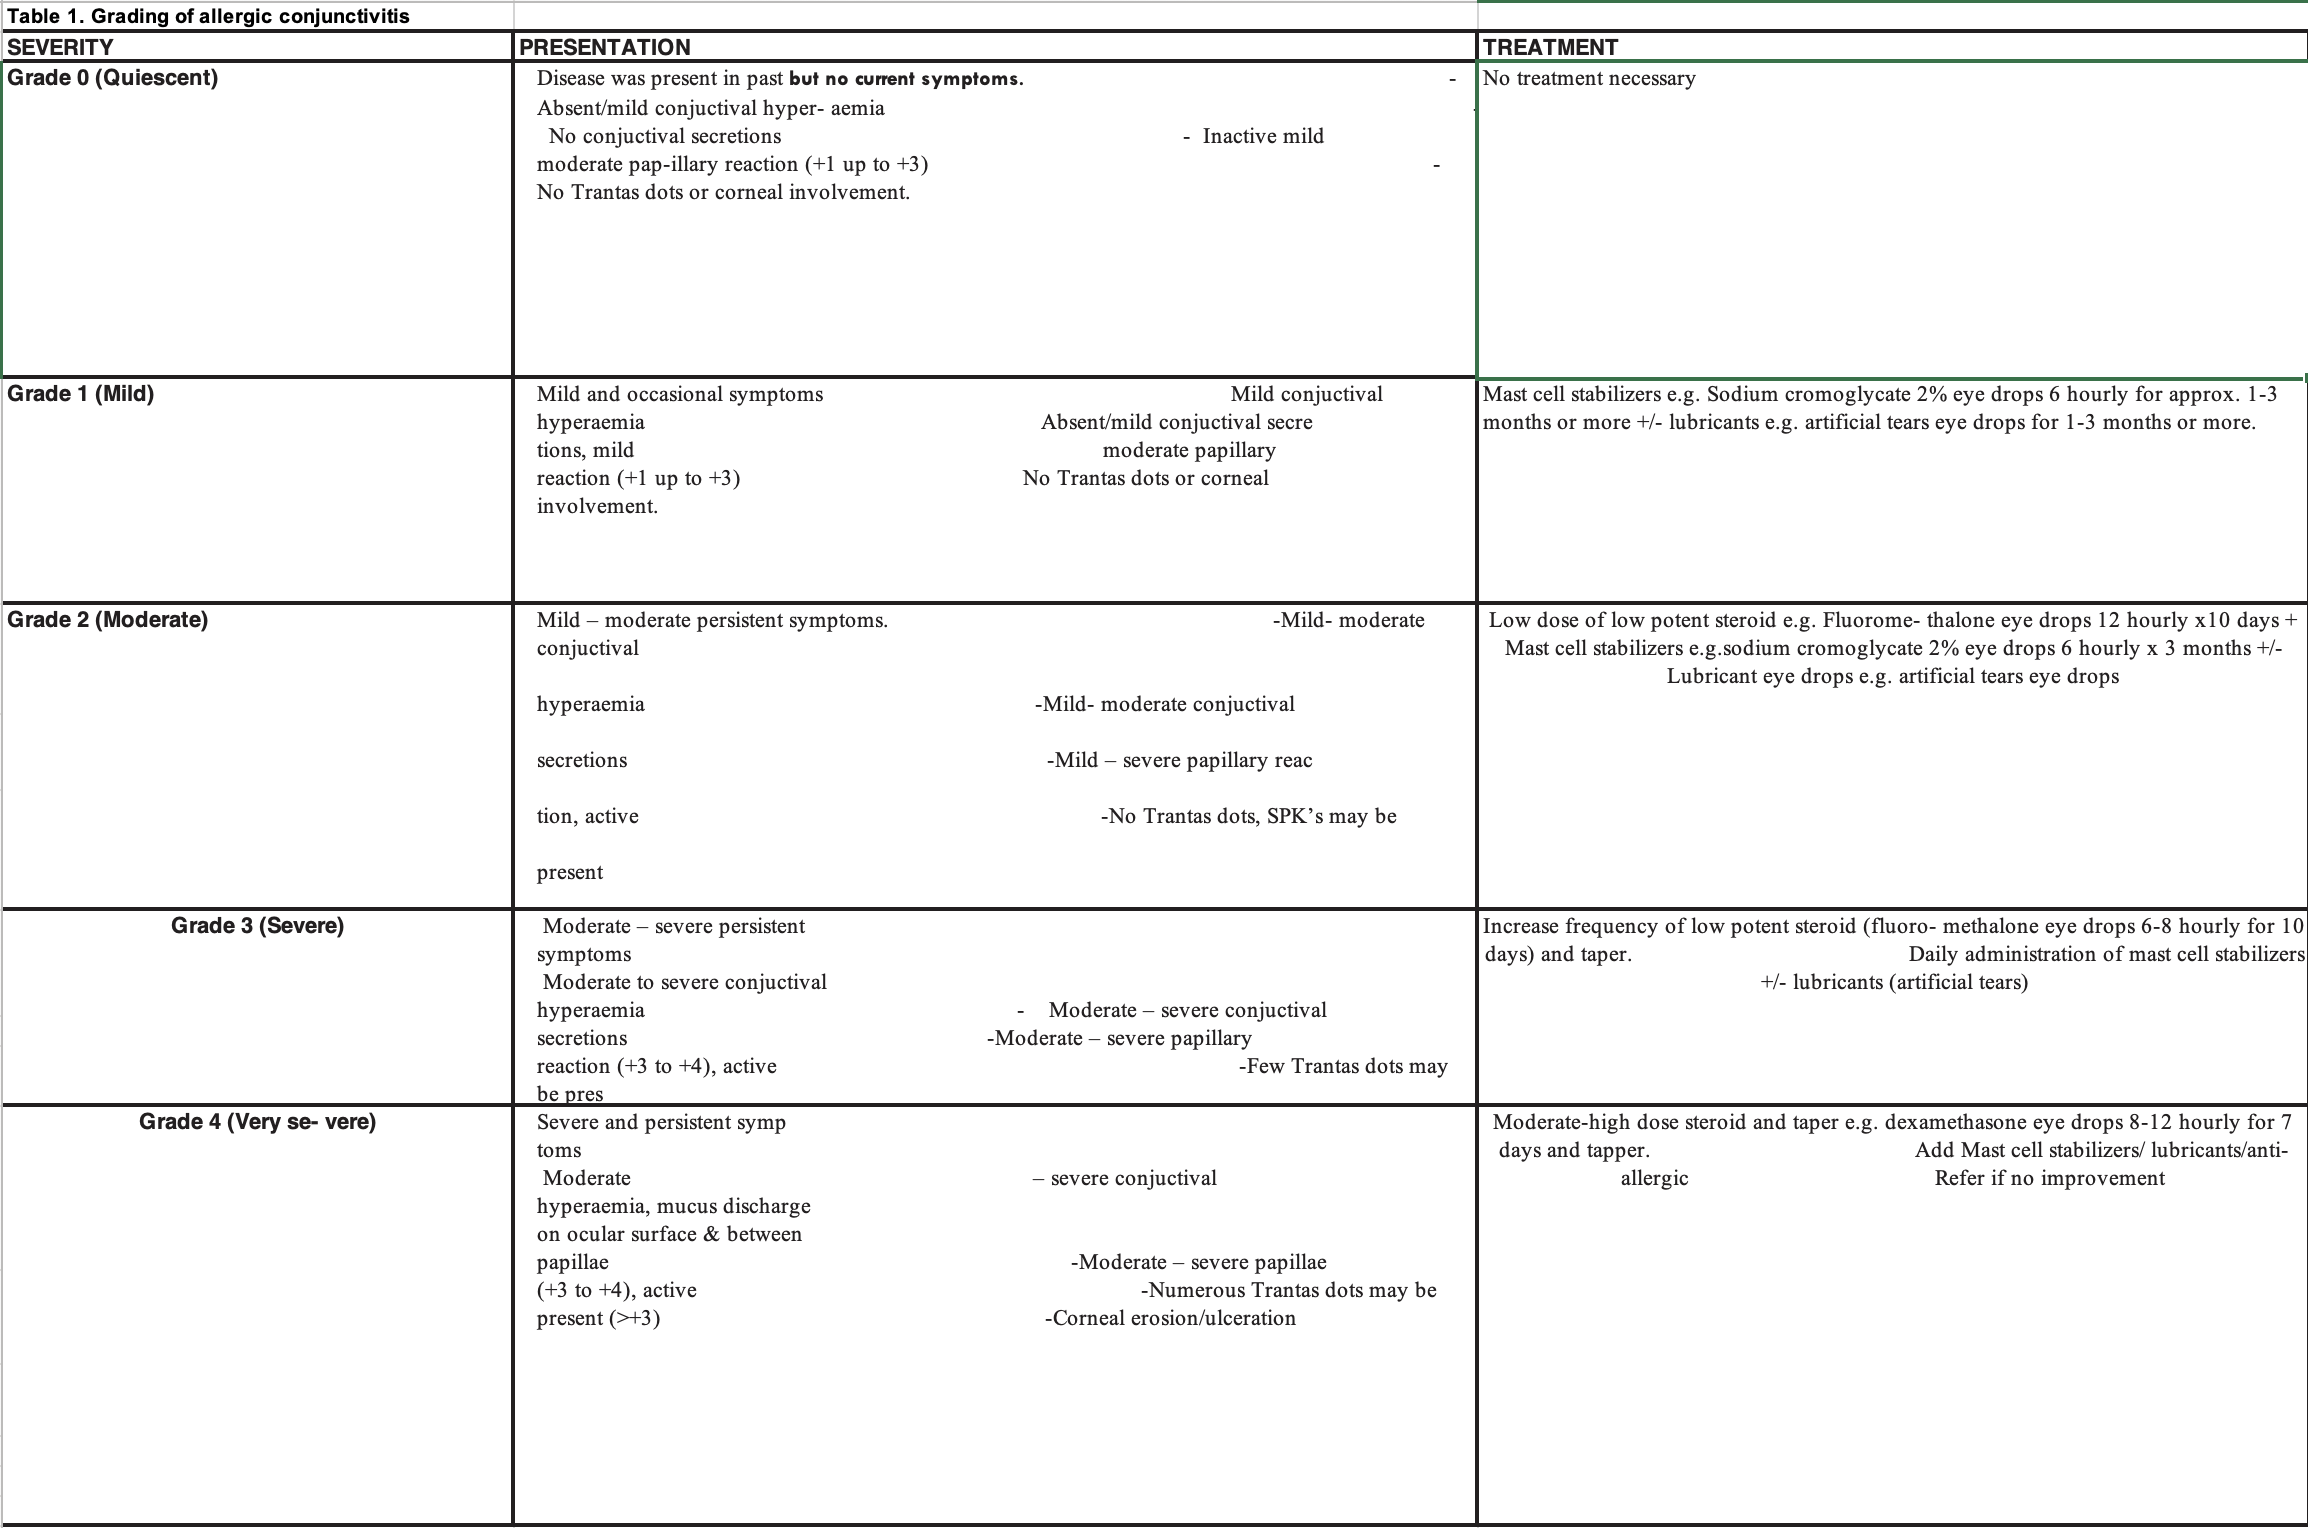 Table 1. Grading of allergic conjunctivitis
SEVERITY PRESENTATION TREATMENT
Grade 0 (Quiescent)
Disease was present in past but no current symptoms. -
Absent/mild conjuctival hyper- aemia -
No conjuctival secretions - Inactive mild
moderate pap-illary reaction (+1 up to +3) -
No Trantas dots or corneal involvement.
No treatment necessary
Grade 1 (Mild)
Mild and occasional symptoms Mild conjuctival
hyperaemia Absent/mild conjuctival secre
tions, mild moderate papillary
reaction (+1 up to +3) No Trantas dots or corneal
involvement.
Mast cell stabilizers e.g. Sodium cromoglycate 2% eye drops 6 hourly for approx. 1-3
months or more +/- lubricants e.g. artificial tears eye drops for 1-3 months or more.
Grade 2 (Moderate)
Mild – moderate persistent symptoms. -Mild- moderate
conjuctival
hyperaemia -Mild- moderate conjuctival
secretions -Mild – severe papillary reac
tion, active -No Trantas dots, SPK’s may be
present
Low dose of low potent steroid e.g. Fluorome- thalone eye drops 12 hourly x10 days +
Mast cell stabilizers e.g.sodium cromoglycate 2% eye drops 6 hourly x 3 months +/-
Lubricant eye drops e.g. artificial tears eye drops
Grade 3 (Severe)
Moderate – severe persistent
symptoms
Moderate to severe conjuctival
hyperaemia - Moderate – severe conjuctival
secretions -Moderate – severe papillary
reaction (+3 to +4), active -Few Trantas dots may
be pres
Increase frequency of low potent steroid (fluoro- methalone eye drops 6-8 hourly for 10
days) and taper. Daily administration of mast cell stabilizers
+/- lubricants (artificial tears)
Grade 4 (Very se- vere)
Severe and persistent symp
toms
Moderate – severe conjuctival
hyperaemia, mucus discharge
on ocular surface & between
papillae -Moderate – severe papillae
(+3 to +4), active -Numerous Trantas dots may be
present (>+3) -Corneal erosion/ulceration
Moderate-high dose steroid and taper e.g. dexamethasone eye drops 8-12 hourly for 7
days and tapper. Add Mast cell stabilizers/ lubricants/anti-
allergic Refer if no improvement